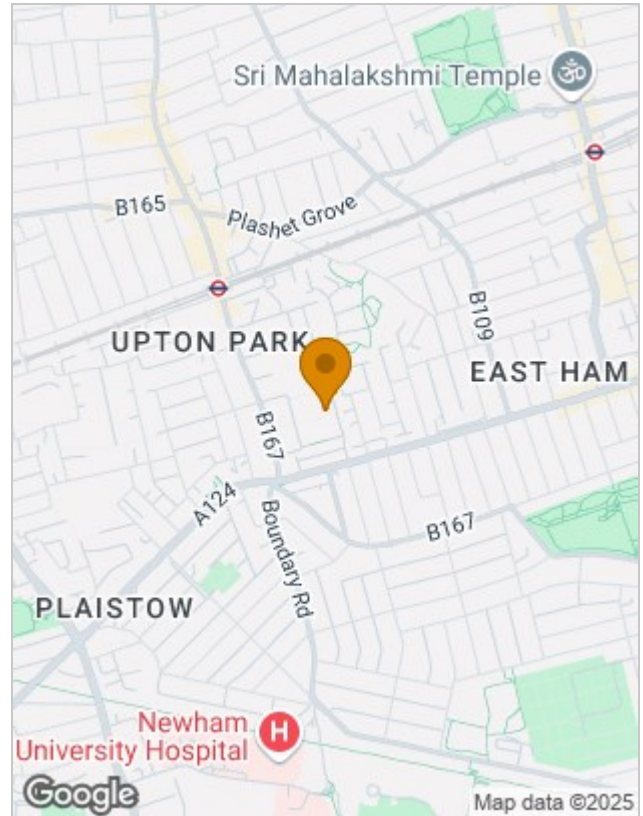 Sri Mahalakshmi Temple
B165
Plashet Grove
B109
UPTON PARK
EAST HAM
B167
A124
B167
Boundary Rd
PLAISTOW
Newham
University Hospital
H
Google
Map data ©2025